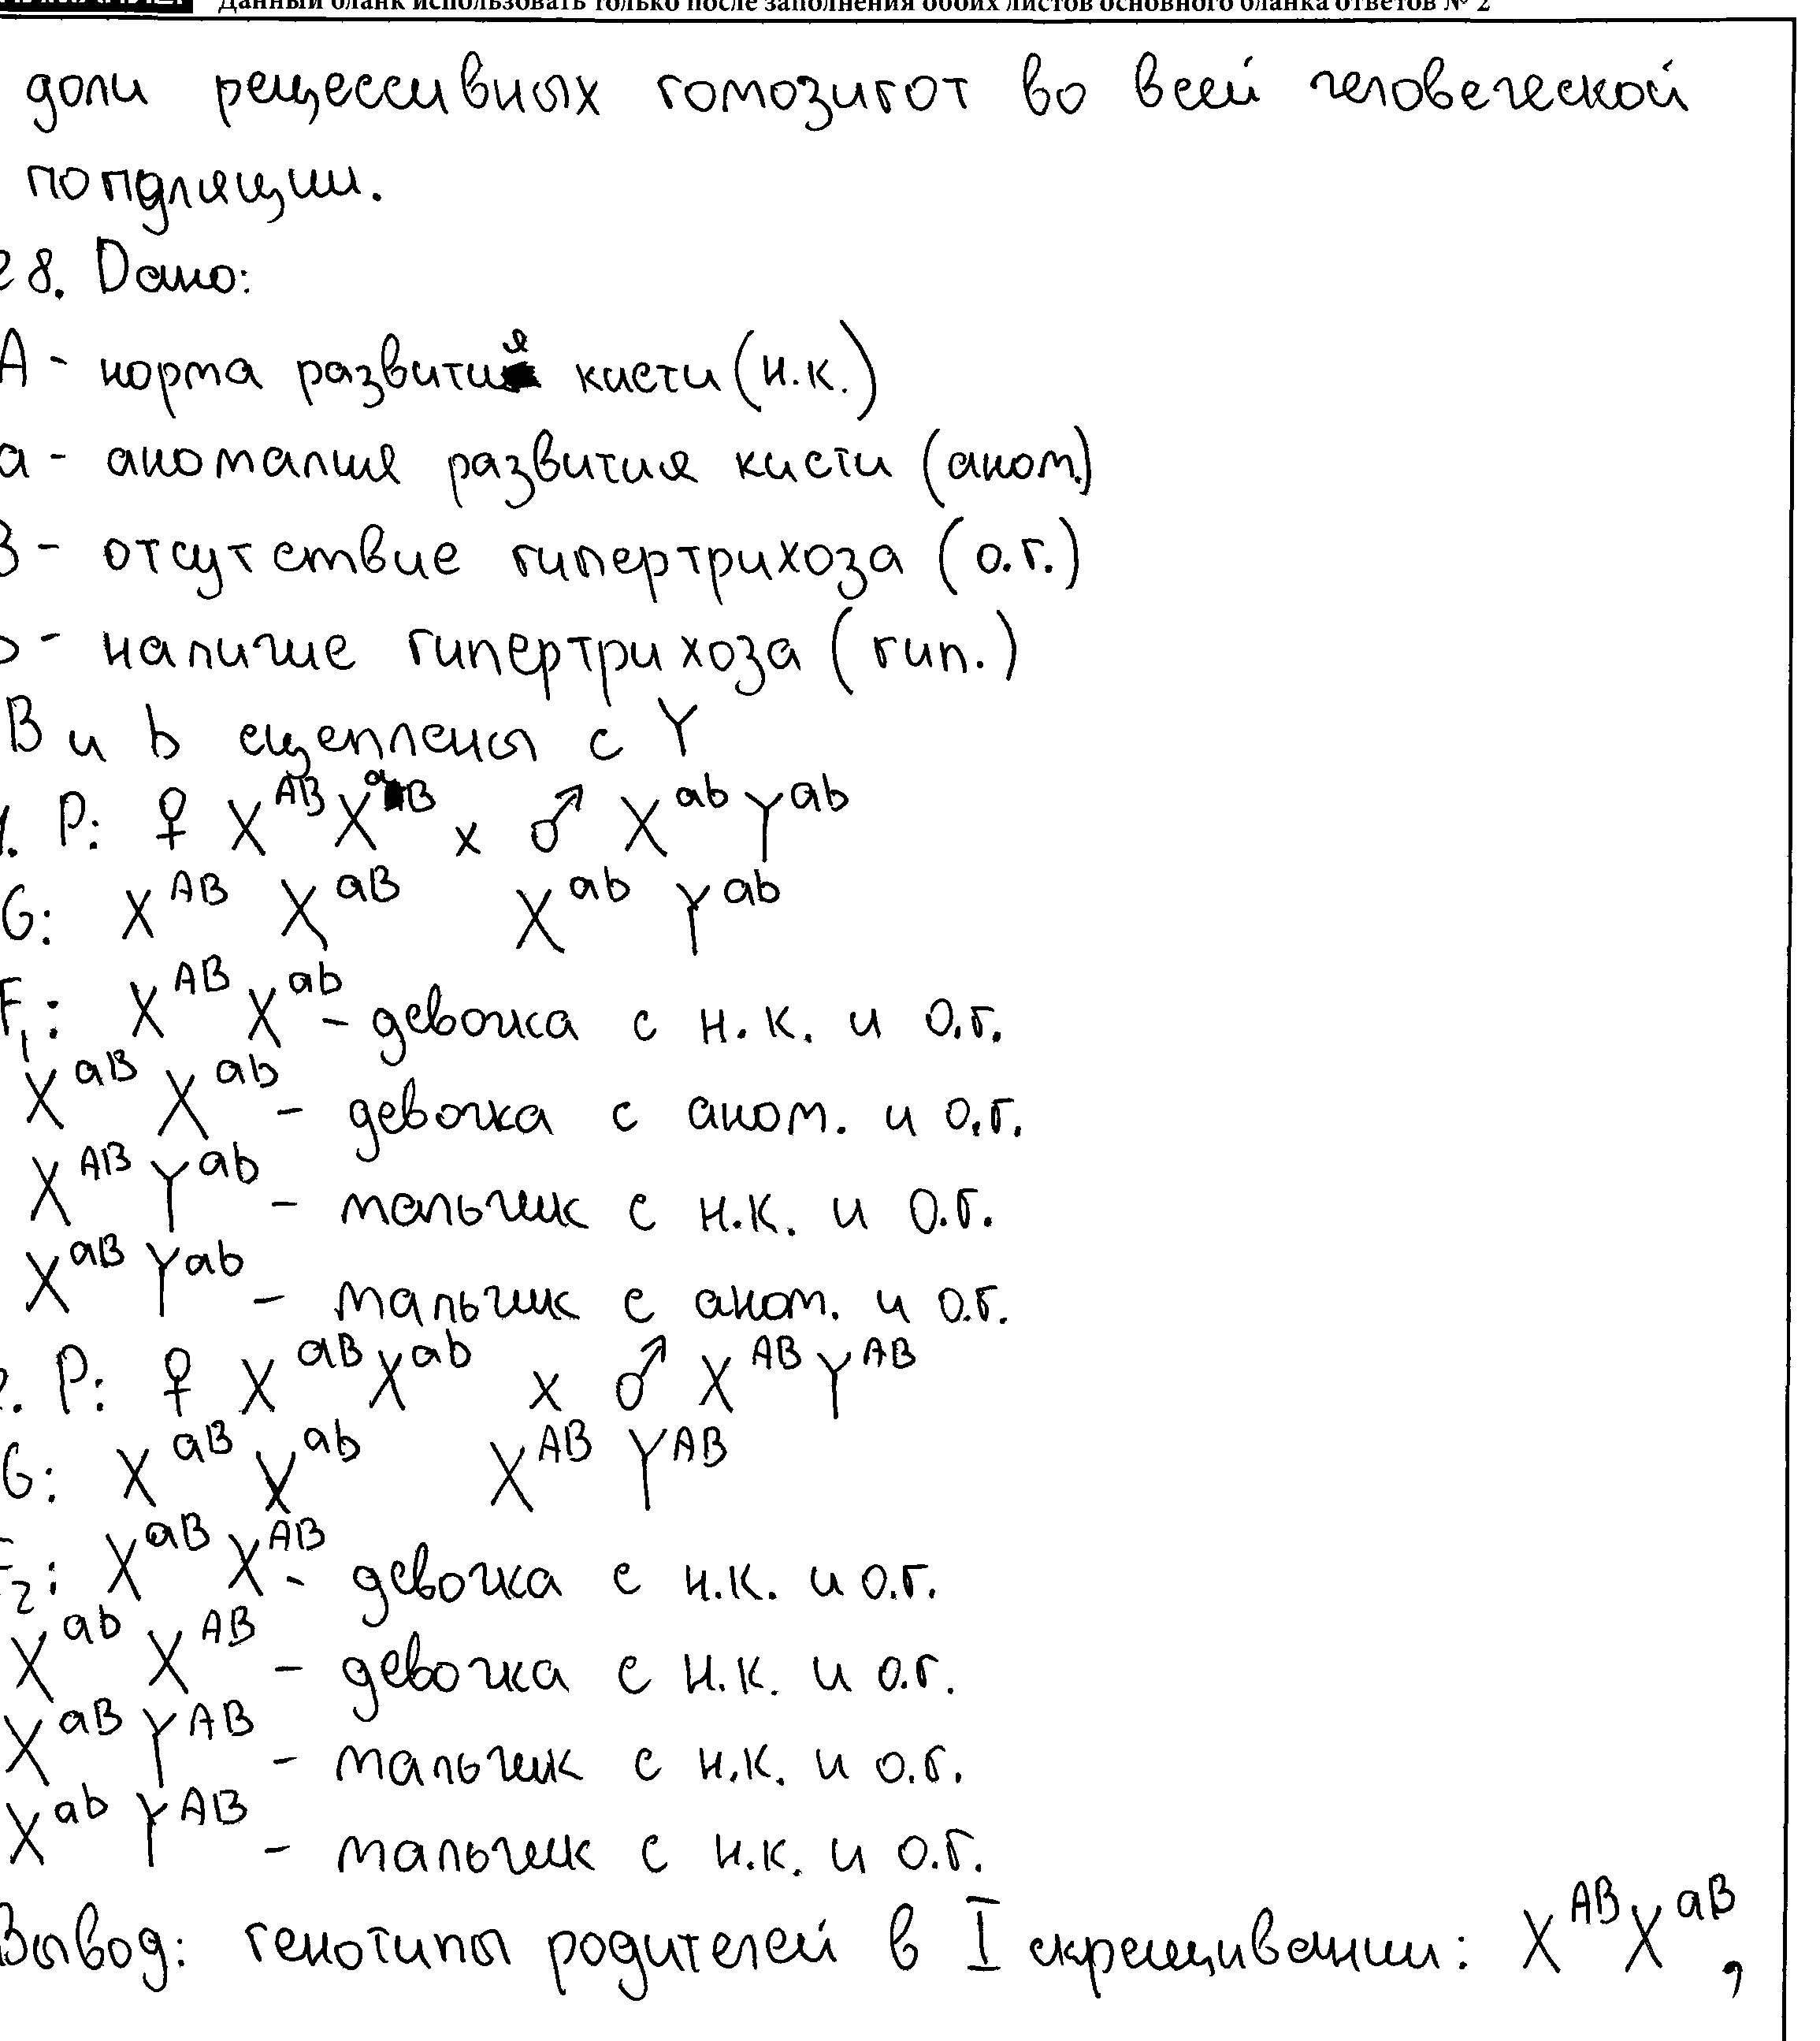 Данный бланк использовать только после заполнения обоих листов основного бланка ответов № 2
доли рецессивных гомозигот во всей человеческой
попдляции.
28. Dано:
A - норма развития кисти (н.к.)
a - аномалия развития кисти (аном.)
B - отсутствие гипертрихоза (о.г.)
b - наличие гипертрихоза (гип.)
B и b сцеплены с Y
1. P: ♀ X^AB X^aB x ♂ X^ab Y^ab
G: X^AB X^aB X^ab Y^ab
F1: X^AB X^ab - девочка с н.к. и о.г.
X^aB X^ab - девочка с аном. и о.г.
X^AB Y^ab - мальчик с н.к. и о.г.
X^aB Y^ab - мальчик с аном. и о.г.
2. P: ♀ X^aB X^ab x ♂ X^AB Y^AB
G: X^aB X^ab X^AB Y^AB
F2: X^aB X^AB - девочка с н.к. и о.г.
X^ab X^AB - девочка с н.к. и о.г.
X^aB Y^AB - мальчик с н.к. и о.г.
X^ab Y^AB - мальчик с н.к. и о.г.
Вывод: генотипы родителей в I скрещивании: X^AB X^aB,